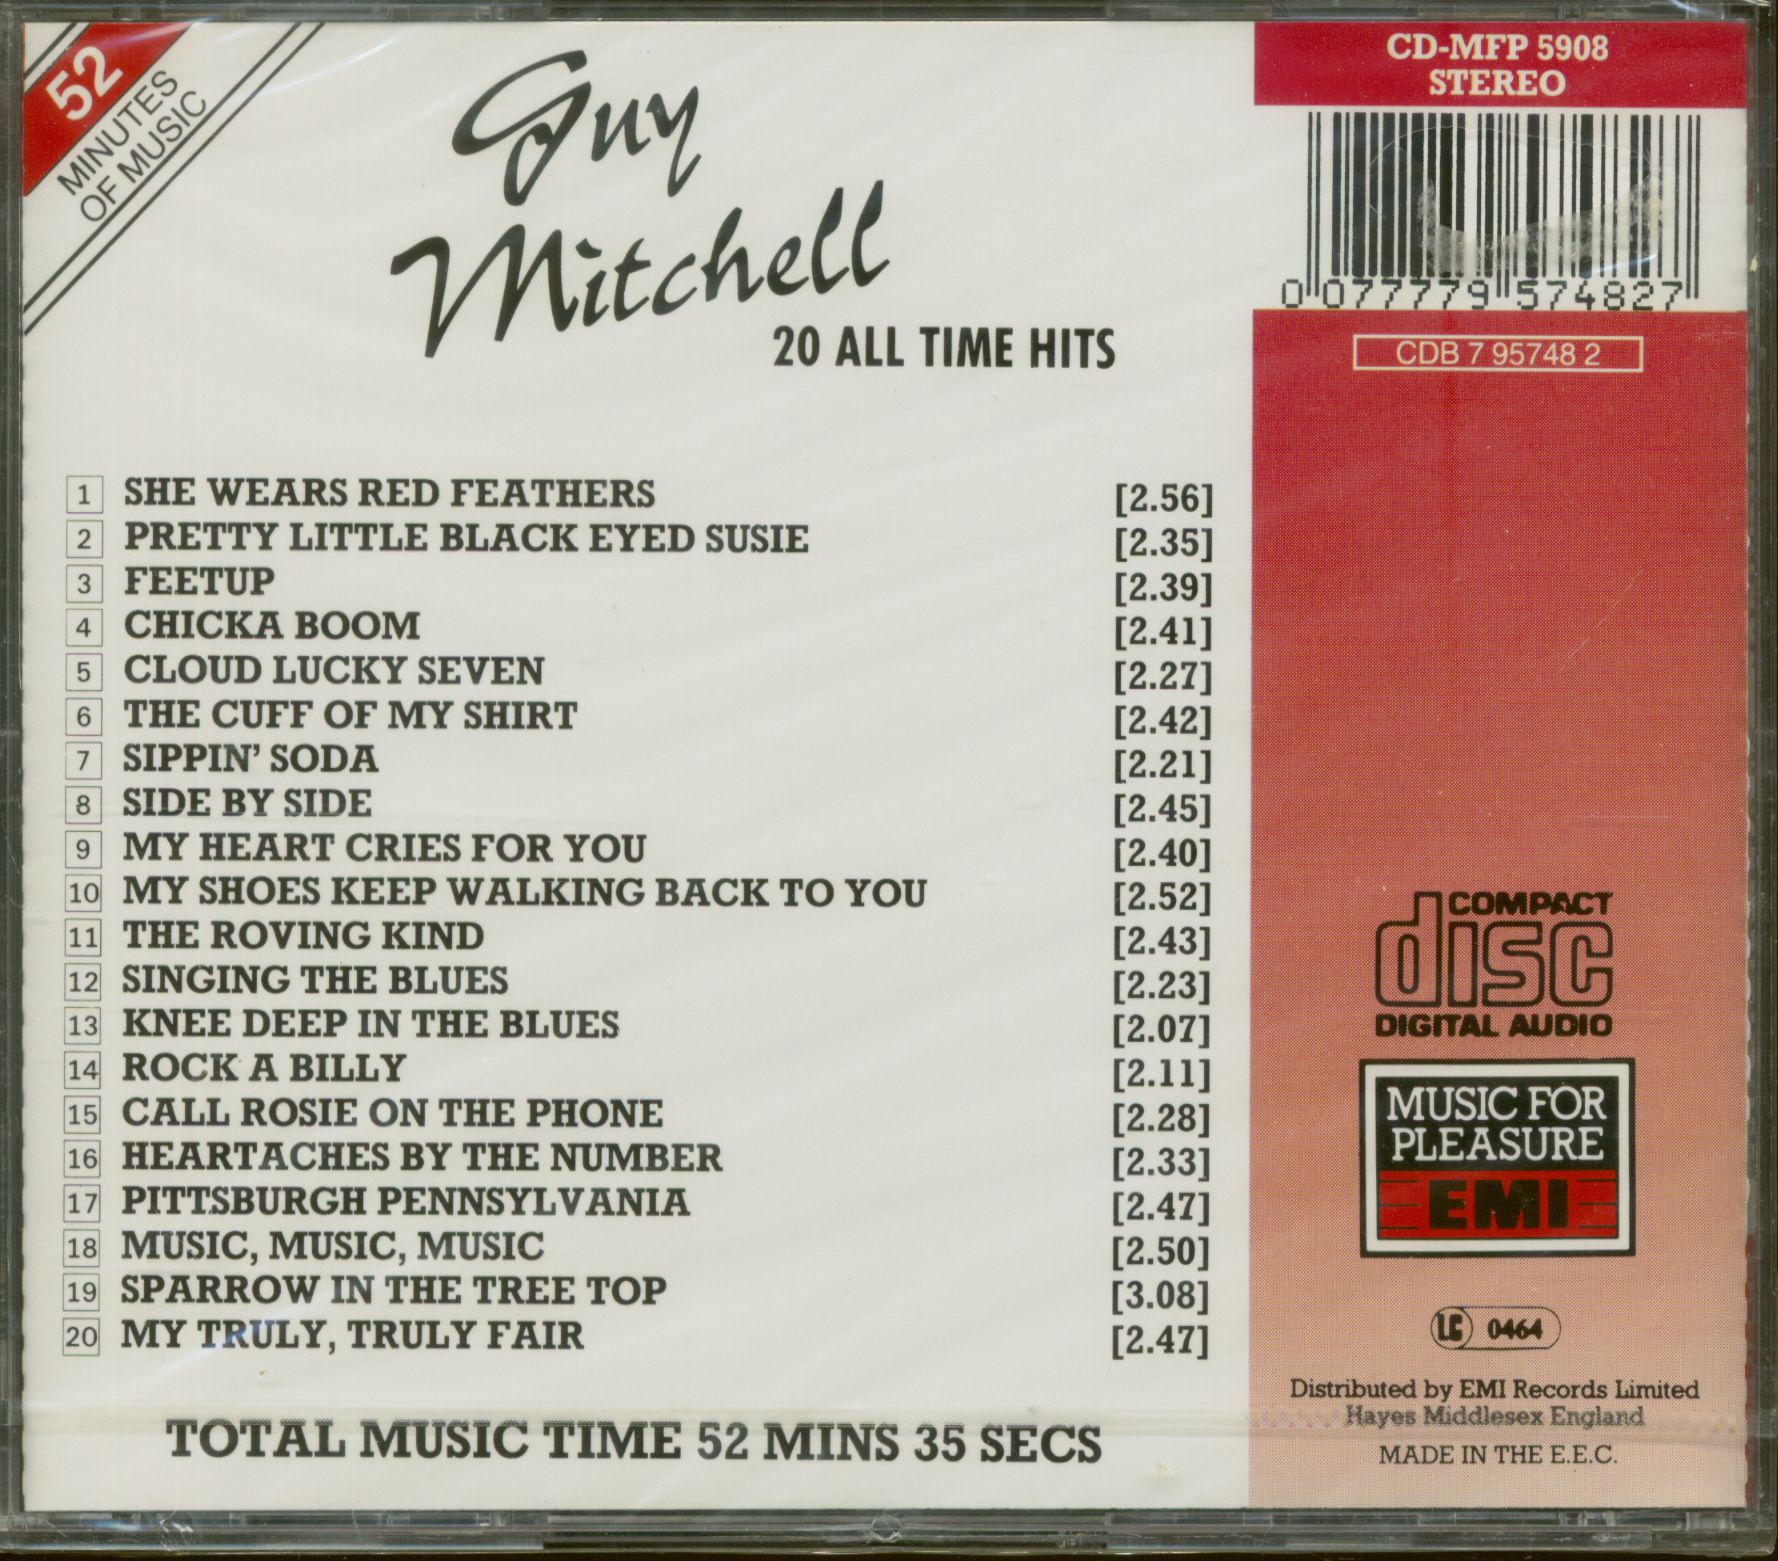 52
MINUTES
OF MUSIC
Guy
Mitchell
20 ALL TIME HITS
CD-MFP 5908
STEREO
0 077779 574827
CDB 7 95748 2
1 SHE WEARS RED FEATHERS [2.56]
2 PRETTY LITTLE BLACK EYED SUSIE [2.35]
3 FEETUP [2.39]
4 CHICKA BOOM [2.41]
5 CLOUD LUCKY SEVEN [2.27]
6 THE CUFF OF MY SHIRT [2.42]
7 SIPPIN' SODA [2.21]
8 SIDE BY SIDE [2.45]
9 MY HEART CRIES FOR YOU [2.40]
10 MY SHOES KEEP WALKING BACK TO YOU [2.52]
11 THE ROVING KIND [2.43]
12 SINGING THE BLUES [2.23]
13 KNEE DEEP IN THE BLUES [2.07]
14 ROCK A BILLY [2.11]
15 CALL ROSIE ON THE PHONE [2.28]
16 HEARTACHES BY THE NUMBER [2.33]
17 PITTSBURGH PENNSYLVANIA [2.47]
18 MUSIC, MUSIC, MUSIC [2.50]
19 SPARROW IN THE TREE TOP [3.08]
20 MY TRULY, TRULY FAIR [2.47]
TOTAL MUSIC TIME 52 MINS 35 SECS
COMPACT
disc
DIGITAL AUDIO
MUSIC FOR
PLEASURE
EMI
LC 0464
Distributed by EMI Records Limited
Hayes Middlesex England
MADE IN THE E.E.C.